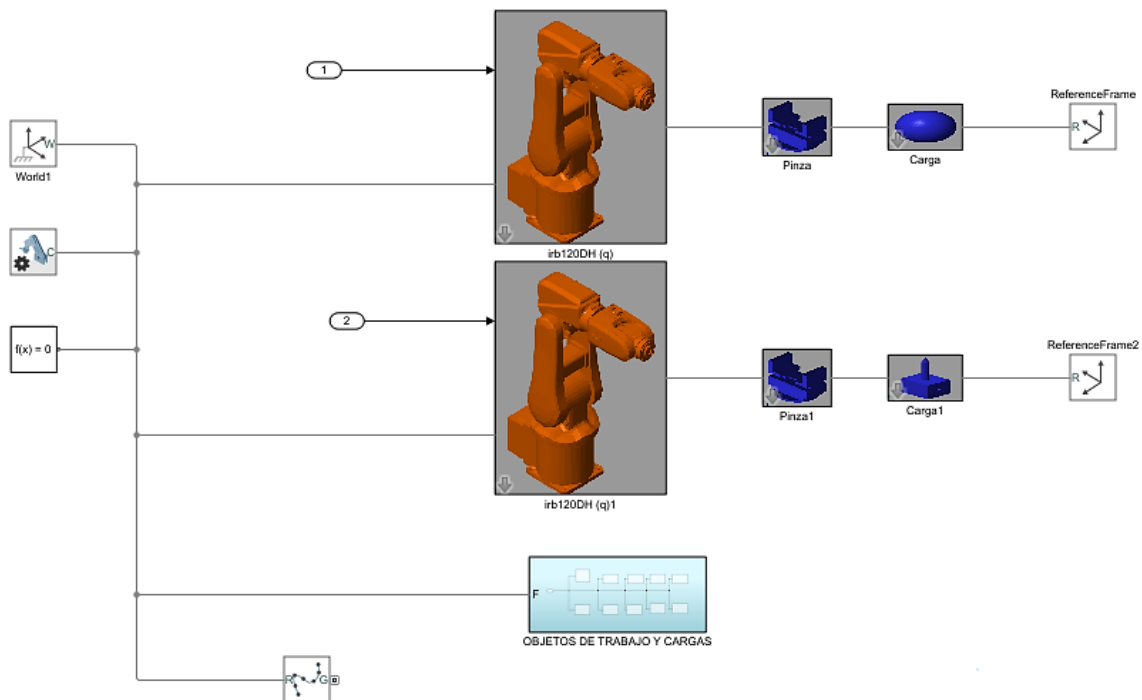 1
ReferenceFrame
R
W
World1
Pinza
Carga
C
irb120DH (q)
2
f(x) = 0
ReferenceFrame2
R
Pinza1
Carga1
irb120DH (q)1
F
OBJETOS DE TRABAJO Y CARGAS
R
G